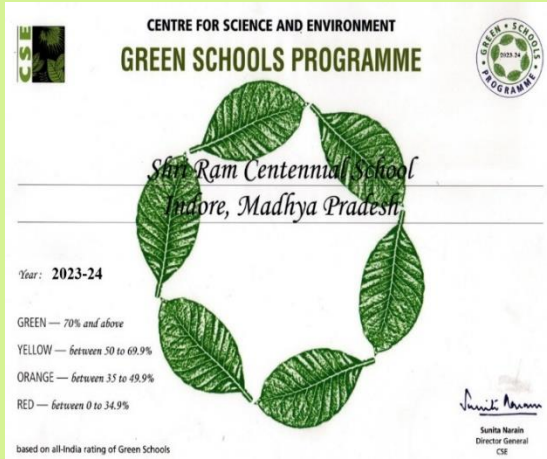 CSE
CENTRE FOR SCIENCE AND ENVIRONMENT
GREEN SCHOOLS PROGRAMME
GREEN • SCHOOLS • PROGRAMME •
2023-24
Shri Ram Centennial School
Indore, Madhya Pradesh
Year: 2023-24
GREEN — 70% and above
YELLOW — between 50 to 69.9%
ORANGE — between 35 to 49.9%
RED — between 0 to 34.9%
based on all-India rating of Green Schools
Suniti Narain
Sunita Narain
Director General
CSE